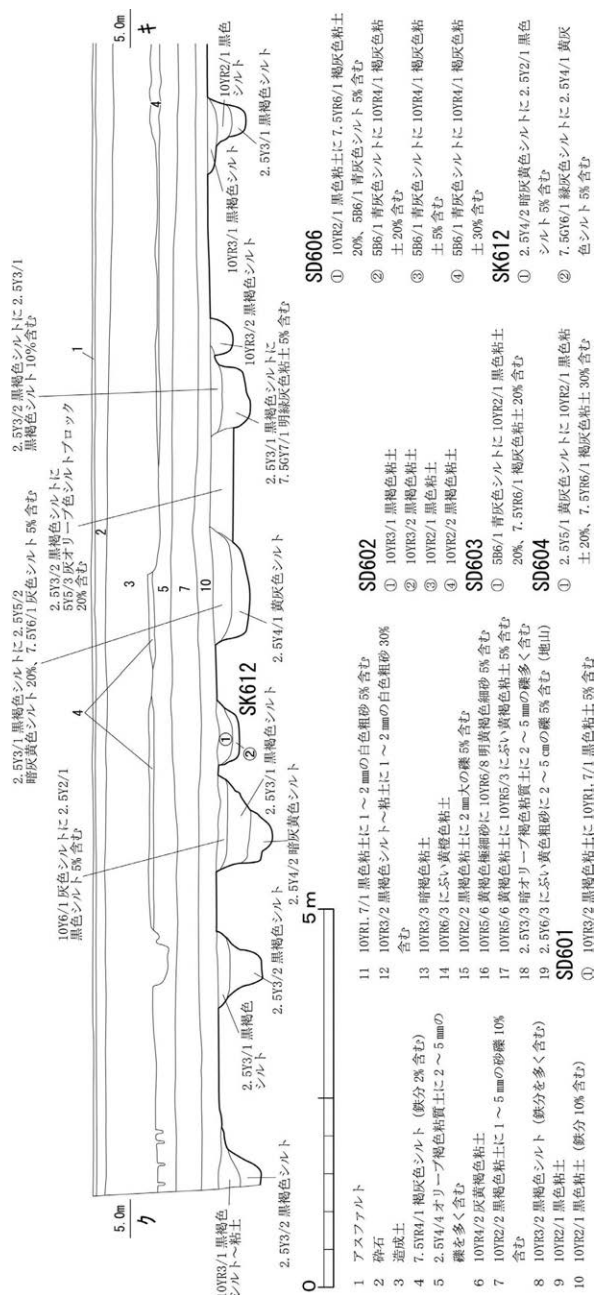 ク
5.0m
キ
5.0m
1
2
3
4
4
5
7
10
10YR3/1 黒褐色
シルト～粘土
2.5Y3/2 黒褐色シルト
2.5Y3/1 黒褐色
シルト
2.5Y3/2 黒褐色シルト
10Y6/1 灰色シルトに 2.5Y2/1
黒色シルト 5% 含む
2.5Y4/2 暗灰黄色シルト
2.5Y3/1 黒褐色シルト
SK612
①
②
2.5Y3/1 黒褐色シルトに 2.5Y5/2
暗灰黄色シルト 20%、7.5Y6/1 灰色シルト 5% 含む
2.5Y4/1 黄灰色シルト
2.5Y3/2 黒褐色シルトに
5Y5/3 灰オリーブ色シルトブロック
20% 含む
2.5Y3/2 黒褐色シルトに 2.5Y3/1
黒褐色シルト 10%含む
2.5Y3/1 黒褐色シルトに
7.5GY7/1 明緑灰色粘土 5% 含む
10YR3/2 黒褐色シルト
10YR3/1 黒褐色シルト
10YR2/1 黒色
シルト
2.5Y3/1 黒褐色シルト
0
5m
1 アスファルト
2 砕石
3 造成土
4 7.5YR4/1 褐灰色シルト (鉄分 2% 含む)
5 2.5Y4/4 オリーブ褐色粘質土に 2～5 ㎜の
礫を多く含む
6 10YR4/2 灰黄褐色粘土
7 10YR2/2 黒褐色粘土に 1～5 ㎜の砂礫 10%
含む
8 10YR3/2 黒褐色シルト (鉄分を多く含む)
9 10YR2/1 黒色粘土
10 10YR2/1 黒色粘土 (鉄分 10% 含む)
11 10YR1.7/1 黒色粘土に 1～2 ㎜の白色粗砂 5% 含む
12 10YR3/2 黒褐色シルト～粘土に 1～2 ㎜の白色粗砂 30%
含む
13 10YR3/3 暗褐色粘土
14 10YR6/3 にぶい黄橙色粘土
15 10YR2/2 黒褐色粘土に 2 ㎜大の礫 5% 含む
16 10YR5/6 黄褐色極細砂に 10YR6/8 明黄褐色細砂 5% 含む
17 10YR5/6 黄褐色粘土に 10YR5/3 にぶい黄褐色粘土 5% 含む
18 2.5Y3/3 暗オリーブ褐色粘質土に 2～5 ㎜の礫多く含む
19 2.5Y6/3 にぶい黄色粗砂に 2～5 ㎝の礫 5% 含む (地山)
SD601
① 10YR3/2 黒褐色粘土に 10YR1.7/1 黒色粘土 5% 含む
SD602
① 10YR3/1 黒褐色粘土
② 10YR3/2 黒褐色粘土
③ 10YR2/1 黒色粘土
④ 10YR2/2 黒褐色粘土
SD603
① 5B6/1 青灰色シルトに 10YR2/1 黒色粘土
20%、7.5YR6/1 褐灰色粘土 20% 含む
SD604
① 2.5Y5/1 黄灰色シルトに 10YR2/1 黒色粘
土 20%、7.5YR6/1 褐灰色粘土 30% 含む
SD606
① 10YR2/1 黒色粘土に 7.5YR6/1 褐灰色粘土
20%、5B6/1 青灰色シルト 5% 含む
② 5B6/1 青灰色シルトに 10YR4/1 褐灰色粘
土 20% 含む
③ 5B6/1 青灰色シルトに 10YR4/1 褐灰色粘
土 5% 含む
④ 5B6/1 青灰色シルトに 10YR4/1 褐灰色粘
土 30% 含む
SK612
① 2.5Y4/2 暗灰黄色シルトに 2.5Y2/1 黒色
シルト 5% 含む
② 7.5GY6/1 緑灰色シルトに 2.5Y4/1 黄灰
色シルト 5% 含む